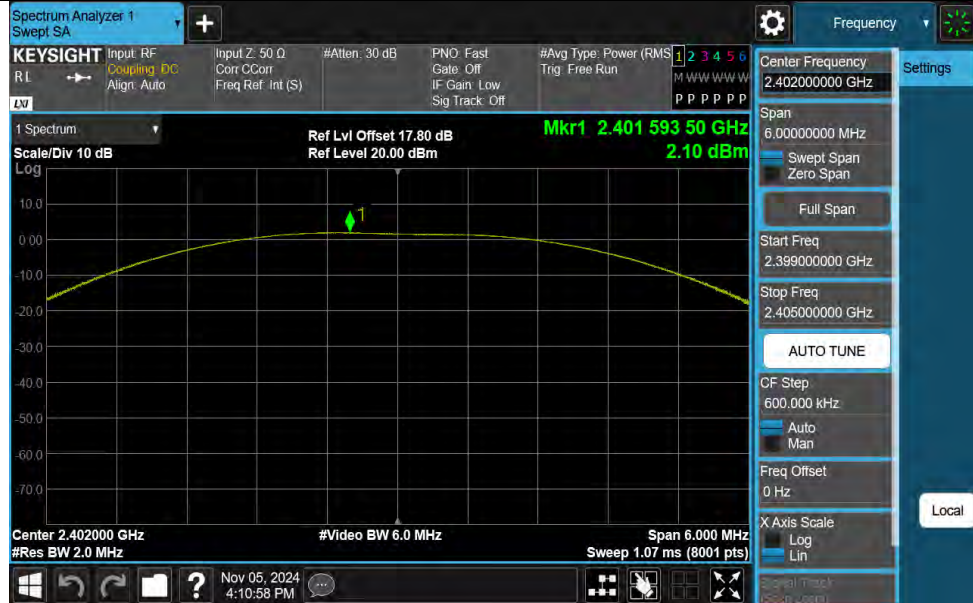 Spectrum Analyzer 1
Swept SA
+
Frequency
KEYSIGHT
RL
LXI
Input: RF
Coupling: DC
Align: Auto
Input Z: 50 Ω
Corr CCorr
Freq Ref: Int (S)
#Atten: 30 dB
PNO: Fast
Gate: Off
IF Gain: Low
Sig Track: Off
#Avg Type: Power (RMS
Trig: Free Run
1 2 3 4 5 6
M W W W W W
P P P P P P
1 Spectrum
Scale/Div 10 dB
Log
Ref Lvl Offset 17.80 dB
Ref Level 20.00 dBm
Mkr1 2.401 593 50 GHz
2.10 dBm
1
10.0
0.00
-10.0
-20.0
-30.0
-40.0
-50.0
-60.0
-70.0
Center 2.402000 GHz
#Res BW 2.0 MHz
#Video BW 6.0 MHz
Span 6.000 MHz
Sweep 1.07 ms (8001 pts)
Center Frequency
2.402000000 GHz
Span
6.00000000 MHz
Swept Span
Zero Span
Full Span
Start Freq
2.399000000 GHz
Stop Freq
2.405000000 GHz
AUTO TUNE
CF Step
600.000 kHz
Auto
Man
Freq Offset
0 Hz
X Axis Scale
Log
Lin
Signal Track
Settings
Local
?
Nov 05, 2024
4:10:58 PM